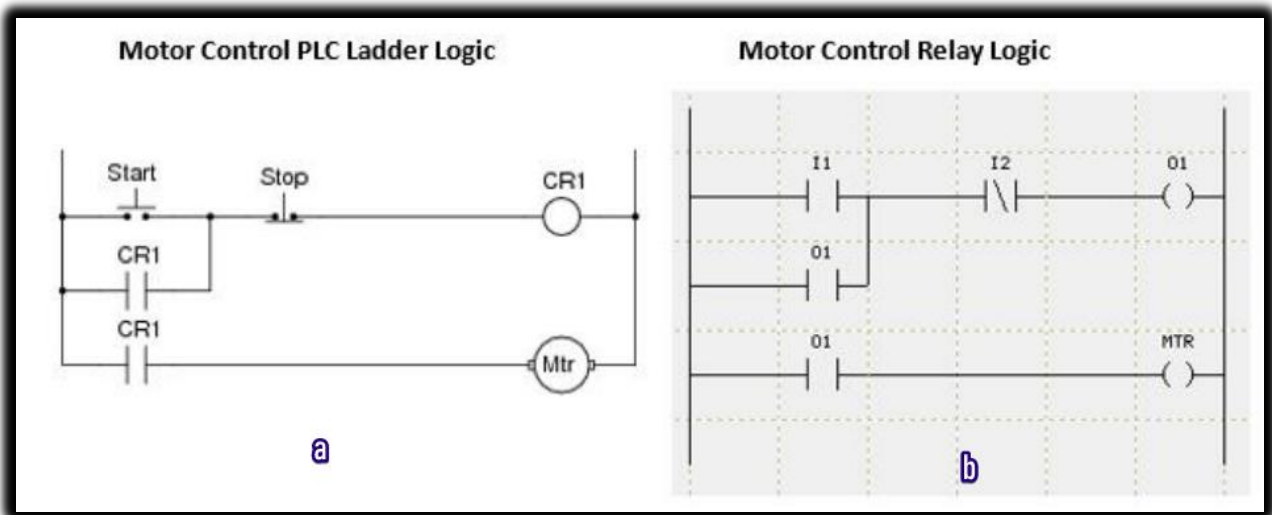 Motor Control PLC Ladder Logic
Motor Control Relay Logic
Start
Stop
CR1
CR1
CR1
Mtr
a
I1
I2
O1
O1
O1
MTR
b